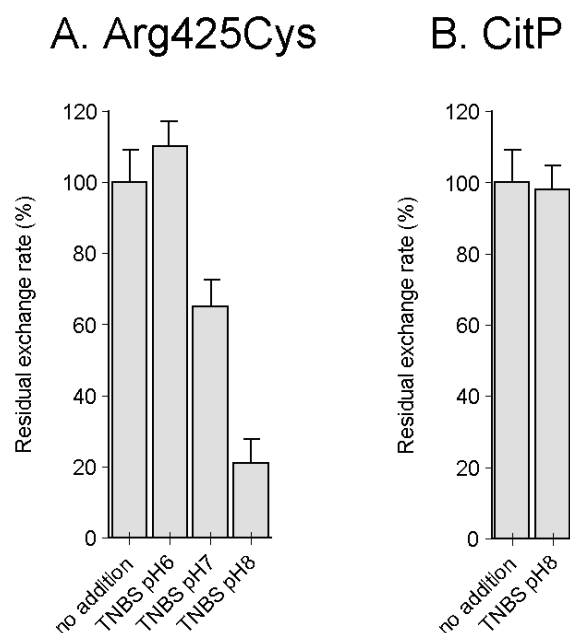 A. Arg425Cys
Residual exchange rate (%)
120
100
80
60
40
20
0
no addition
TNBS pH6
TNBS pH7
TNBS pH8
B. CitP
Residual exchange rate (%)
120
100
80
60
40
20
0
no addition
TNBS pH8